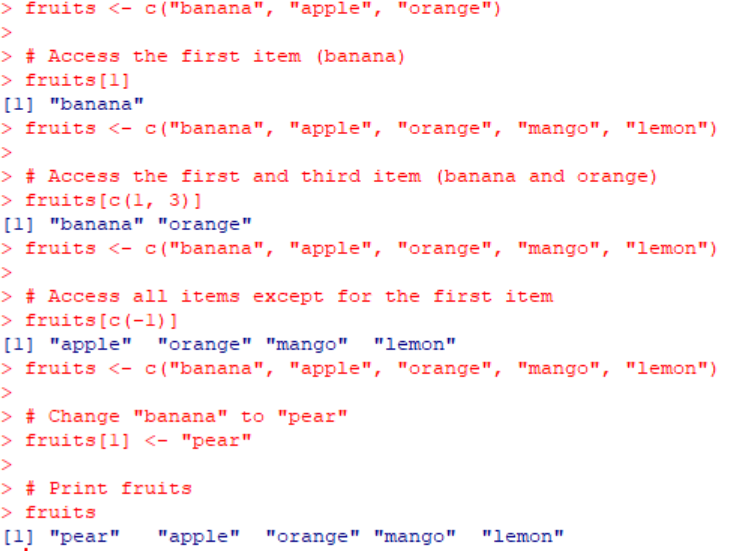 > fruits <- c("banana", "apple", "orange")
>
> # Access the first item (banana)
> fruits[1]
[1] "banana"
> fruits <- c("banana", "apple", "orange", "mango", "lemon")
>
> # Access the first and third item (banana and orange)
> fruits[c(1, 3)]
[1] "banana" "orange"
> fruits <- c("banana", "apple", "orange", "mango", "lemon")
>
> # Access all items except for the first item
> fruits[c(-1)]
[1] "apple"  "orange" "mango"  "lemon"
> fruits <- c("banana", "apple", "orange", "mango", "lemon")
>
> # Change "banana" to "pear"
> fruits[1] <- "pear"
>
> # Print fruits
> fruits
[1] "pear"   "apple"  "orange" "mango"  "lemon"